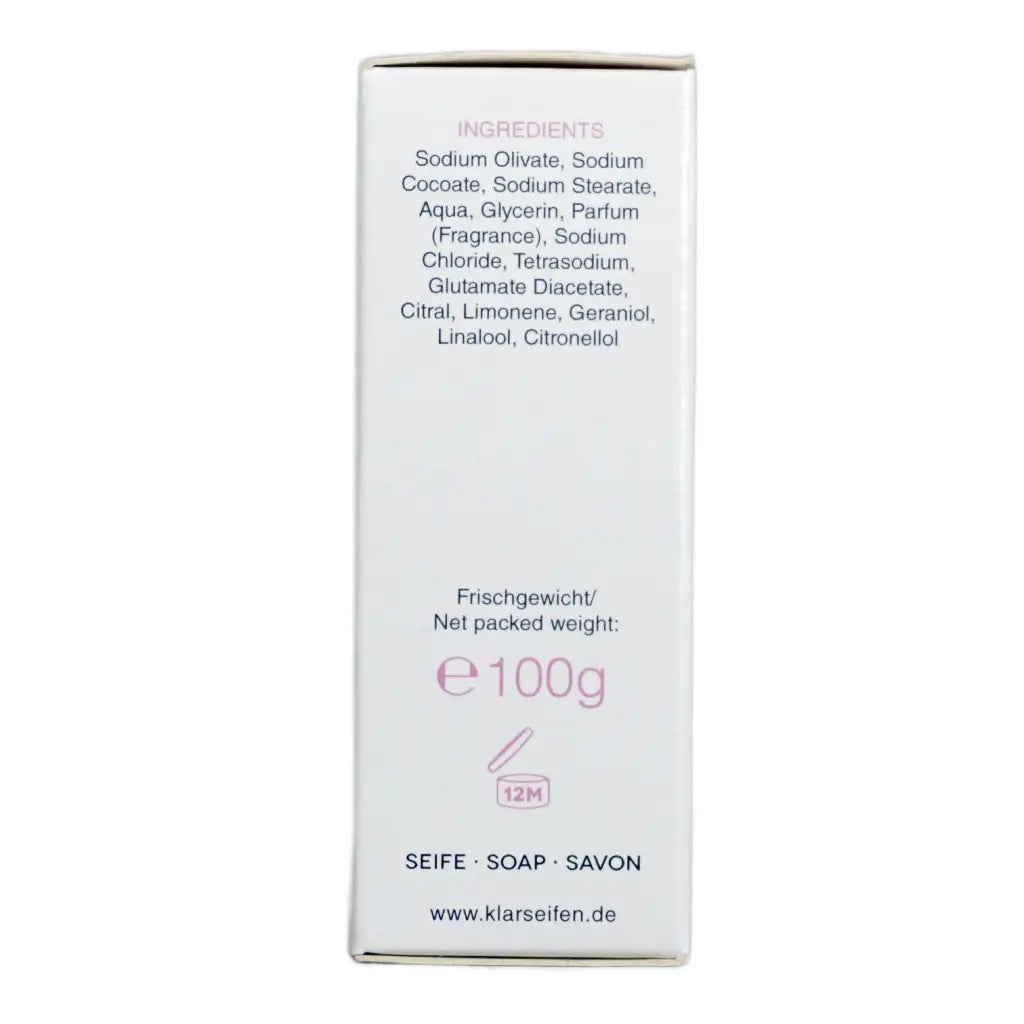 INGREDIENTS
Sodium Olivate, Sodium
Cocoate, Sodium Stearate,
Aqua, Glycerin, Parfum
(Fragrance), Sodium
Chloride, Tetrasodium,
Glutamate Diacetate,
Citral, Limonene, Geraniol,
Linalool, Citronellol
Frischgewicht/
Net packed weight:
℮100g
12M
SEIFE · SOAP · SAVON
www.klarseifen.de